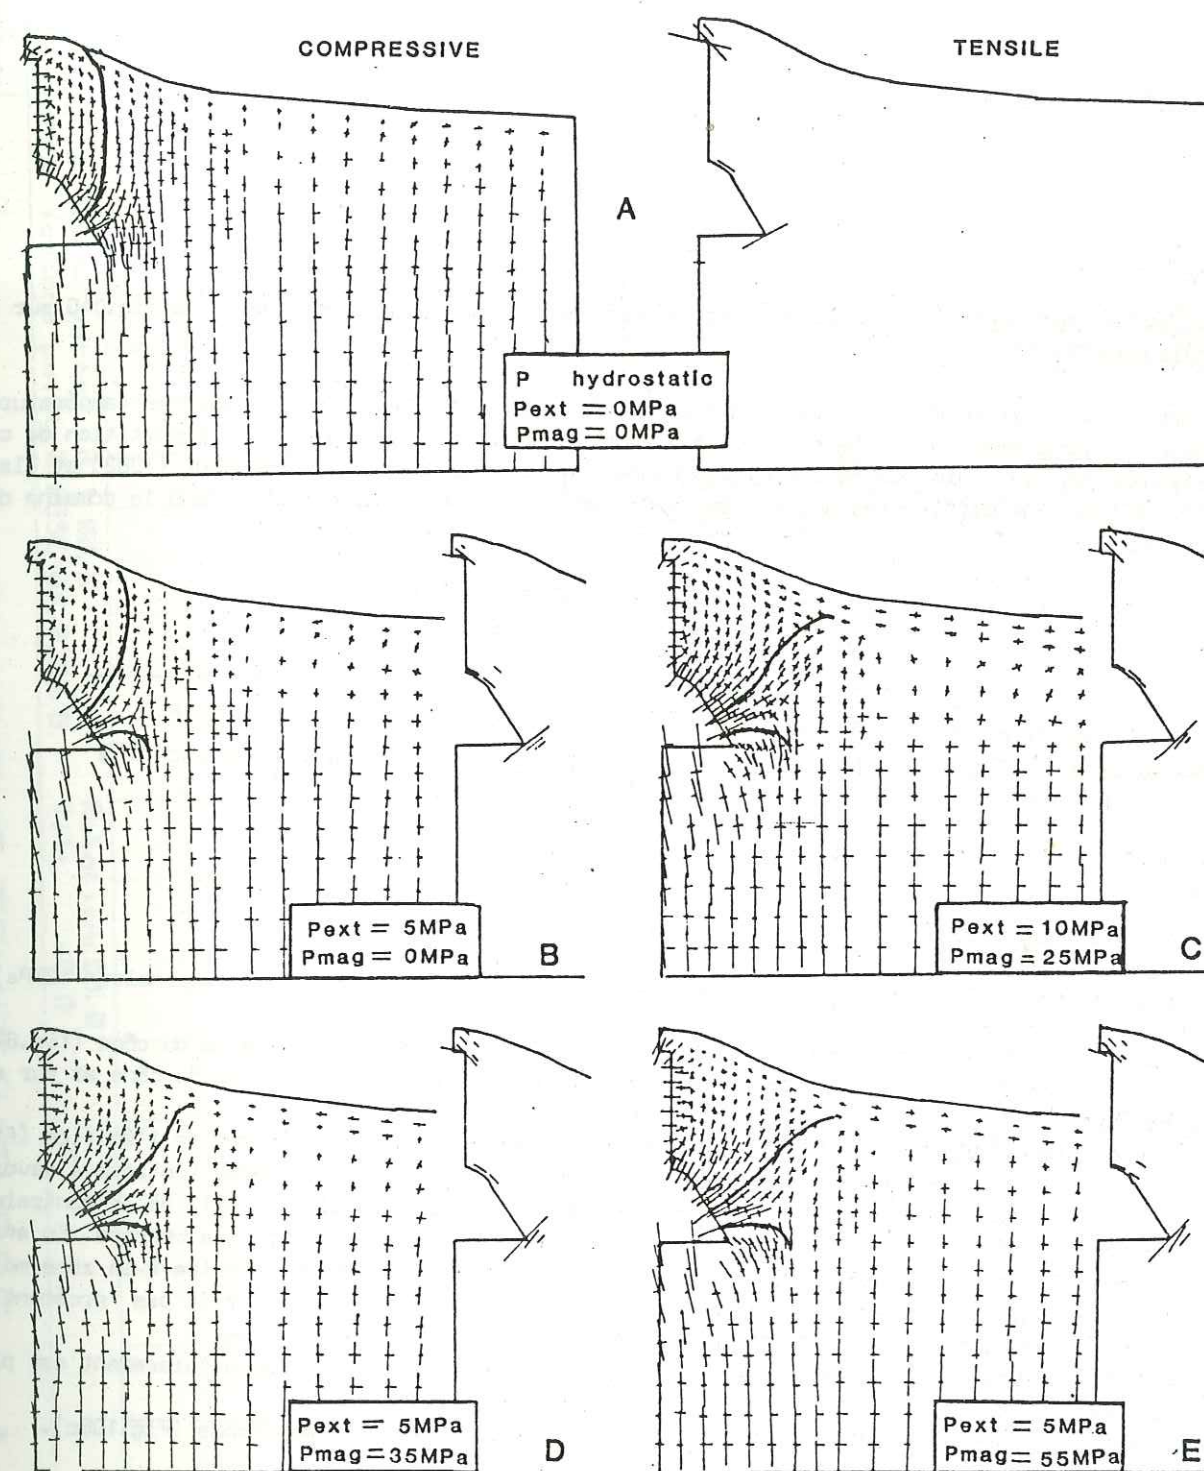 COMPRESSIVE
TENSILE
A
P hydrostatic
Pext = 0MPa
Pmag = 0MPa
Pext = 5MPa
Pmag = 0MPa
B
Pext = 10MPa
Pmag = 25MPa
C
Pext = 5MPa
Pmag = 35MPa
D
Pext = 5MPa
Pmag = 55MPa
E